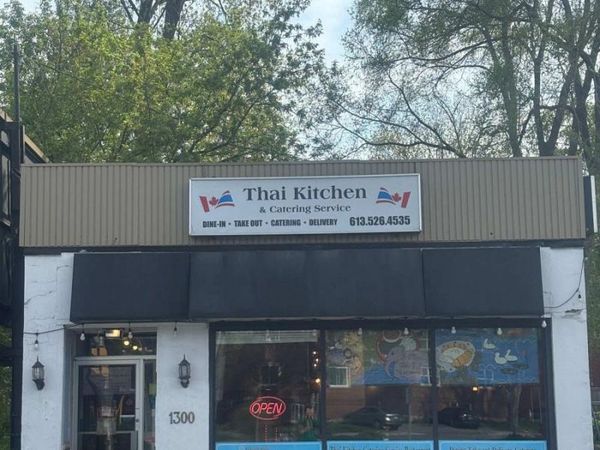 Thai Kitchen
& Catering Service
DINE-IN • TAKE OUT • CATERING • DELIVERY 613.526.4535
OPEN
1300